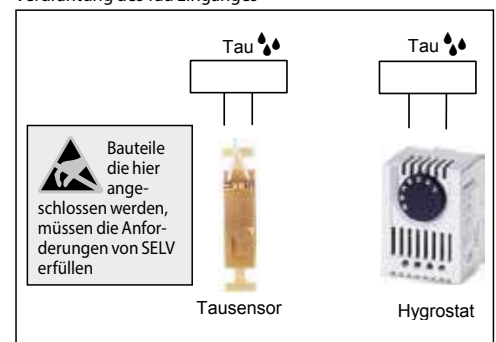 Verdrahtung des Tau Einganges
Tau
Tau
Bauteile
die hier
ange-
schlossen werden,
müssen die Anfor-
derungen von SELV
erfüllen
Tausensor
Hygrostat